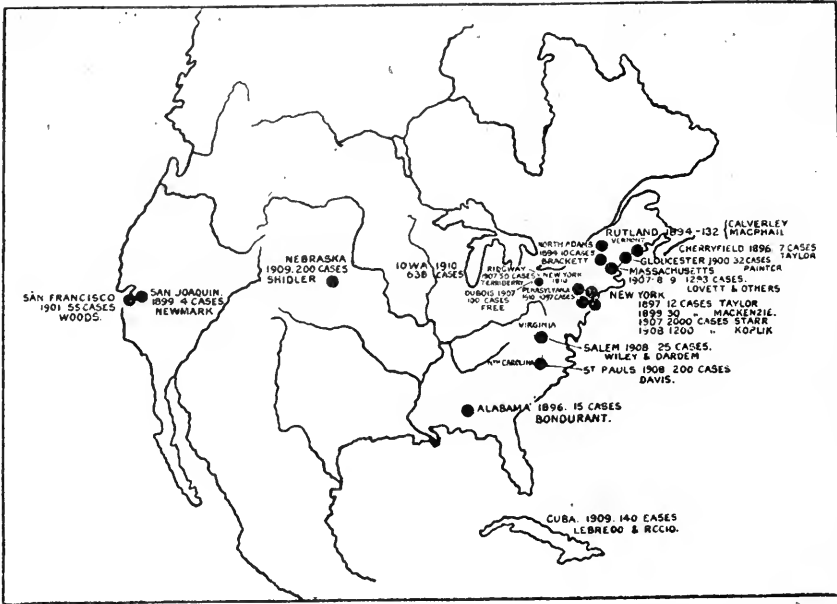 RUTLAND 1894-132 {CALVERLEY
MACPHAIL
VERMONT
NORTH ADAMS
1894 10 CASES
BRACKETT
CHERRYFIELD 1896. 7 CASES
TAYLOR
GLOUCESTER 1900 32 CASES
PAINTER
MASSACHUSETTS
1907-8 9 1293 CASES.
LOVETT & OTHERS
NEBRASKA
1909. 200 CASES
SHIDLER
IOWA 1910
638 CASES
RIDGWAY
1907 55 CASES
TERRIBERRY
NEW YORK
1910
DUBOIS 1907
100 CASES
FREE
PENNSYLVANIA
1910 CASES
NEW YORK
1897 12 CASES TAYLOR
1899 30 " MACKENZIE.
1907 2000 CASES STARR
1908 1200 " KOPLIK
SAN FRANCISCO
1901 55 CASES
WOODS.
SAN JOAQUIN.
1899 4 CASES
NEWMARK
VIRGINIA
SALEM 1908 25 CASES.
WILEY & DARDEM
NTH CAROLINA
ST PAULS 1908 200 CASES
DAVIS.
ALABAMA 1896. 15 CASES
BONDURANT.
CUBA. 1909. 140 CASES
LEBREDO & RCCIO.